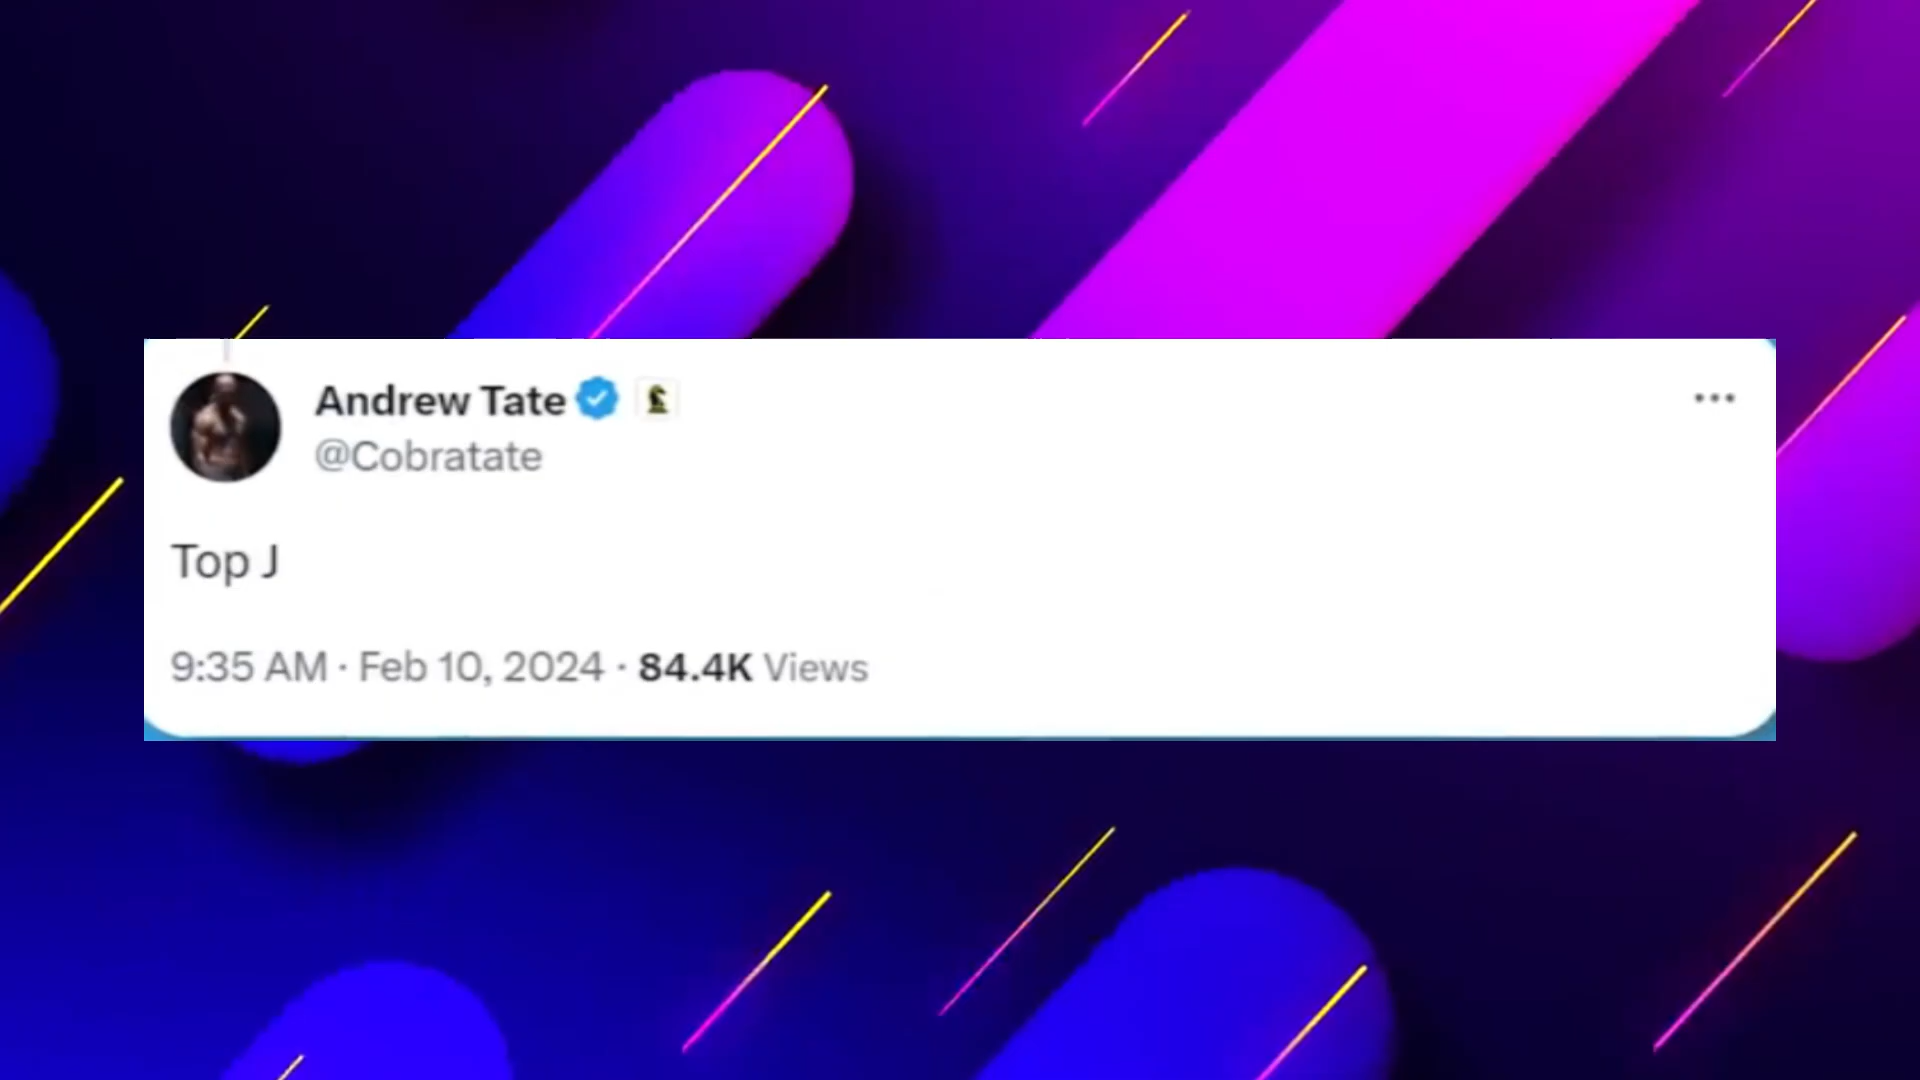 Andrew Tate
@Cobratate
Top J
9:35 AM · Feb 10, 2024 · 84.4K Views